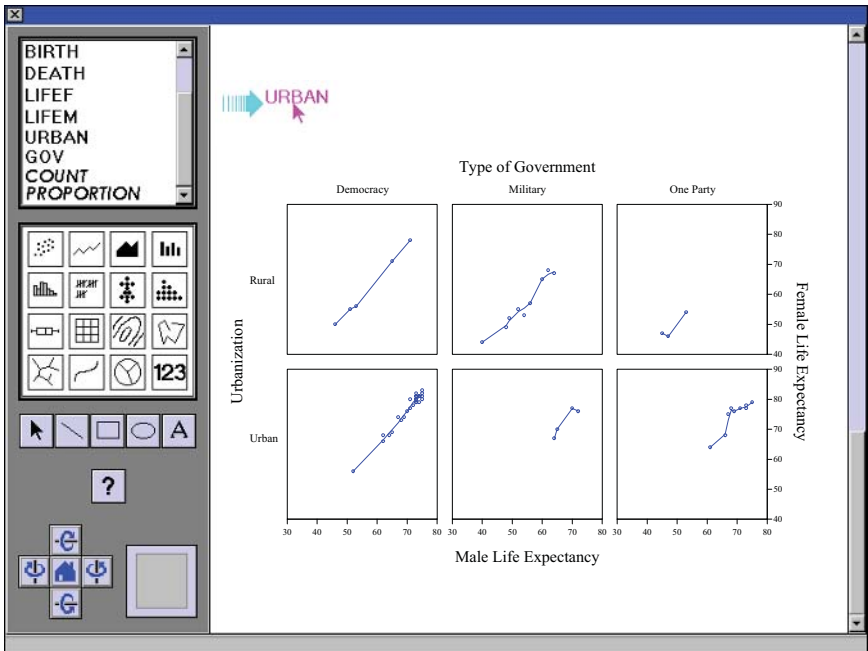 BIRTH
DEATH
LIFEF
LIFEM
URBAN
GOV
COUNT
PROPORTION
123
A
?
URBAN
Type of Government
Democracy Military One Party
Rural
Urban
Urbanization
90
80
70
60
50
40
90
80
70
60
50
40
Female Life Expectancy
30 40 50 60 70 80 30 40 50 60 70 80 30 40 50 60 70 80
Male Life Expectancy